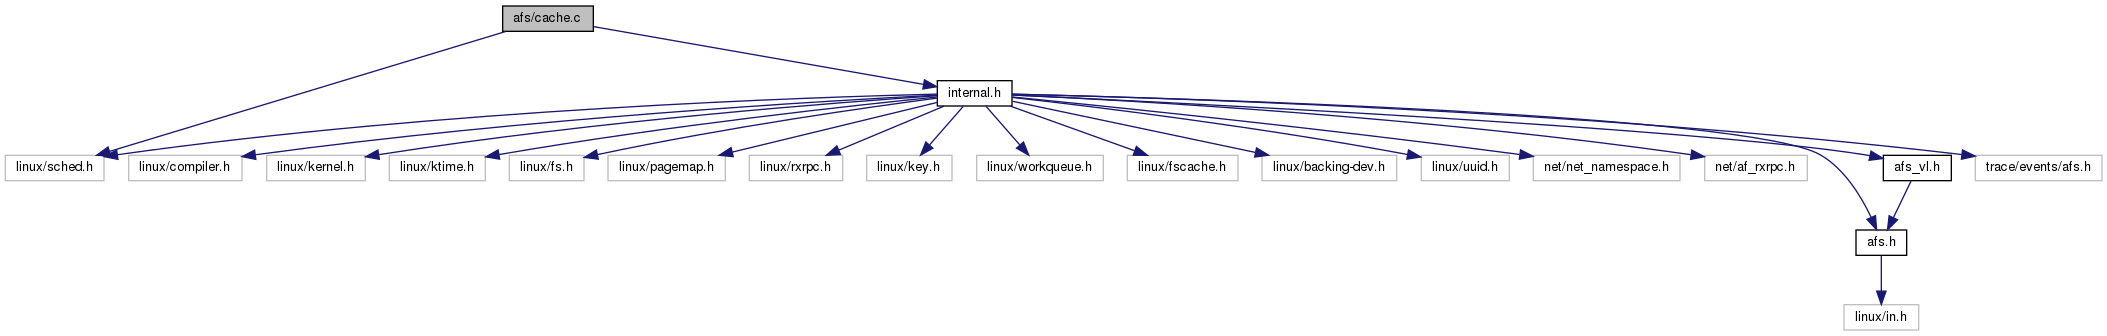 afs/cache.c
internal.h
linux/sched.h
linux/compiler.h
linux/kernel.h
linux/ktime.h
linux/fs.h
linux/pagemap.h
linux/rxrpc.h
linux/key.h
linux/workqueue.h
linux/fscache.h
linux/backing-dev.h
linux/uuid.h
net/net_namespace.h
net/af_rxrpc.h
afs_vl.h
trace/events/afs.h
afs.h
linux/in.h